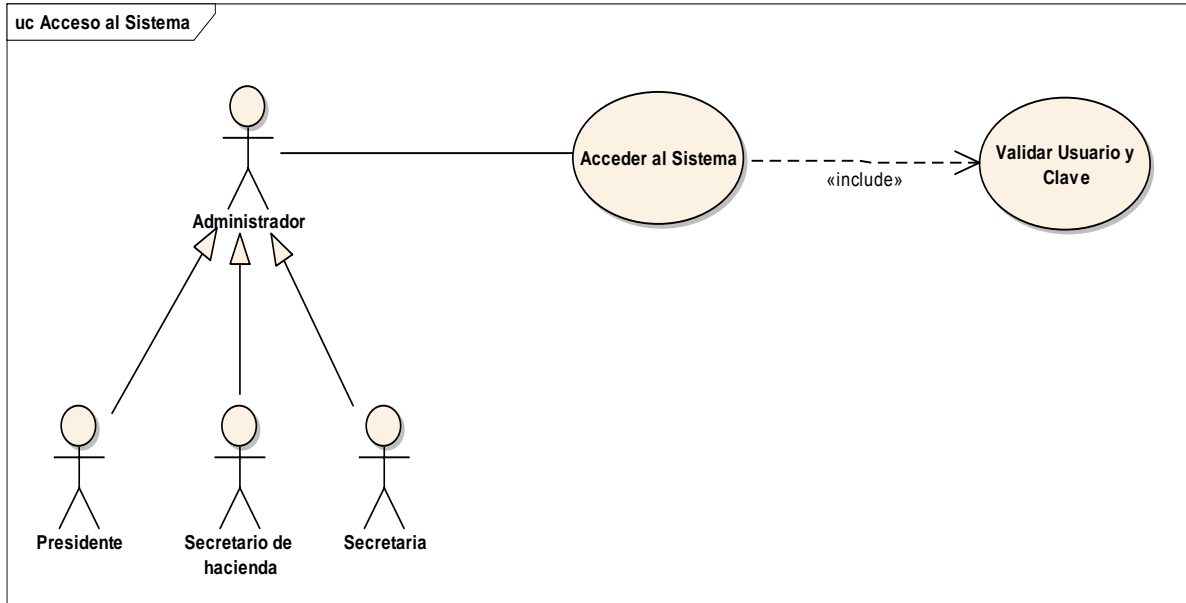 uc Acceso al Sistema
Acceder al Sistema
«include»
Validar Usuario y
Clave
Administrador
Presidente
Secretario de
hacienda
Secretaria